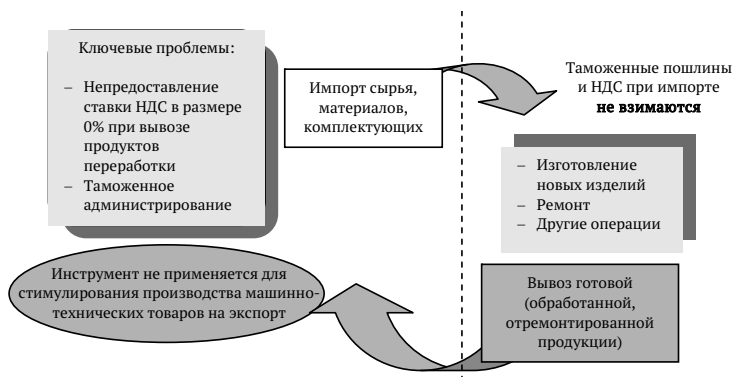 Ключевые проблемы:
– Непредоставление
ставки НДС в размере
0% при вывозе
продуктов
переработки
– Таможенное
администрирование
Импорт сырья,
материалов,
комплектующих
Таможенные пошлины
и НДС при импорте
не взимаются
– Изготовление
новых изделий
– Ремонт
– Другие операции
Инструмент не применяется для
стимулирования производства машинно-
технических товаров на экспорт
Вывоз готовой
(обработанной,
отремонтированной
продукции)